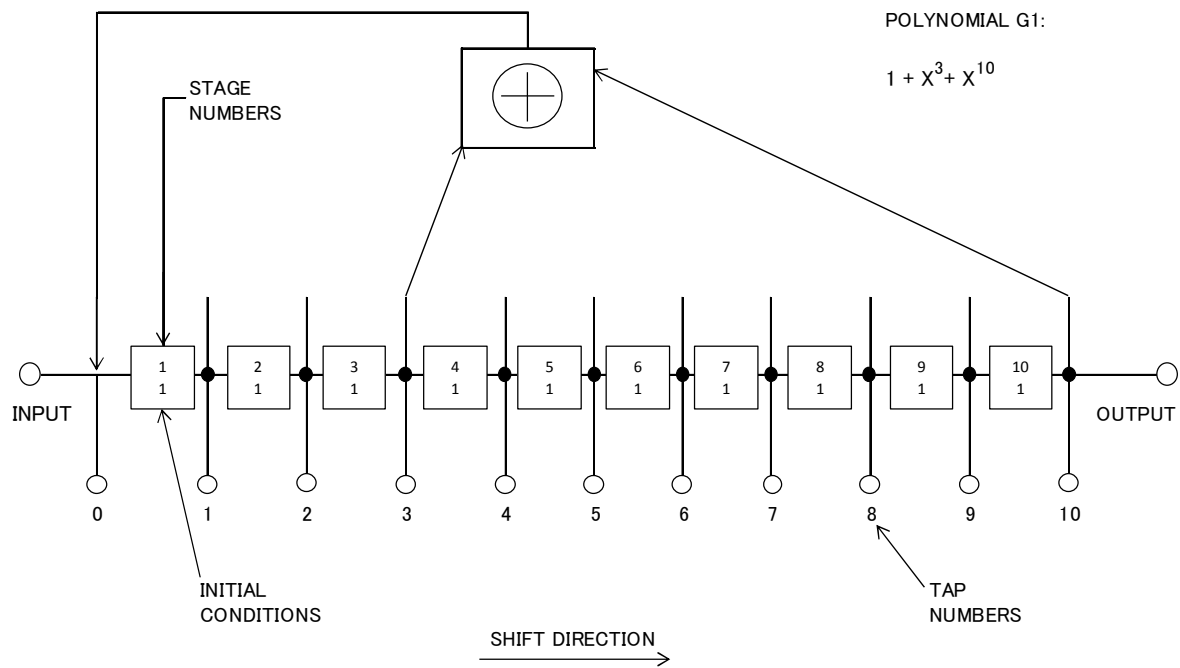 POLYNOMIAL G1:
1 + X^3 + X^10
STAGE
NUMBERS
1 2 3 4 5 6 7 8 9 10
1 1 1 1 1 1 1 1 1 1
INPUT
OUTPUT
0 1 2 3 4 5 6 7 8 9 10
INITIAL
CONDITIONS
TAP
NUMBERS
SHIFT DIRECTION